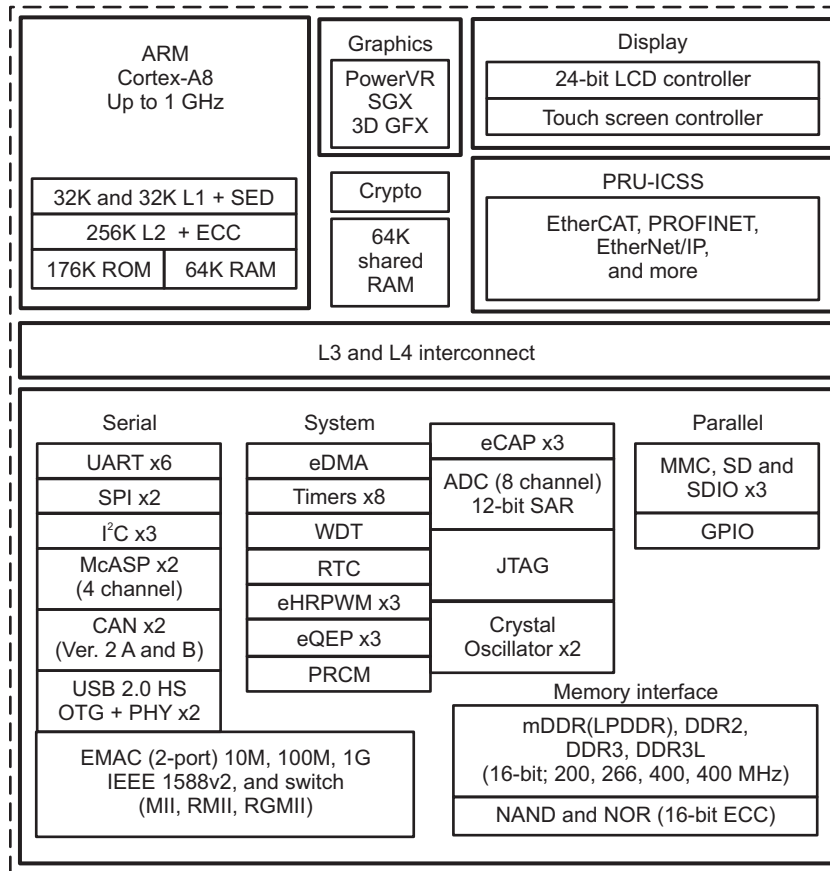 ARM
Cortex-A8
Up to 1 GHz
32K and 32K L1 + SED
256K L2 + ECC
176K ROM
64K RAM
Graphics
PowerVR
SGX
3D GFX
Crypto
64K
shared
RAM
Display
24-bit LCD controller
Touch screen controller
PRU-ICSS
EtherCAT, PROFINET,
EtherNet/IP,
and more
L3 and L4 interconnect
Serial
UART x6
SPI x2
I²C x3
McASP x2
(4 channel)
CAN x2
(Ver. 2 A and B)
USB 2.0 HS
OTG + PHY x2
EMAC (2-port) 10M, 100M, 1G
IEEE 1588v2, and switch
(MII, RMII, RGMII)
System
eDMA
Timers x8
WDT
RTC
eHRPWM x3
eQEP x3
PRCM
eCAP x3
ADC (8 channel)
12-bit SAR
JTAG
Crystal
Oscillator x2
Parallel
MMC, SD and
SDIO x3
GPIO
Memory interface
mDDR(LPDDR), DDR2,
DDR3, DDR3L
(16-bit; 200, 266, 400, 400 MHz)
NAND and NOR (16-bit ECC)